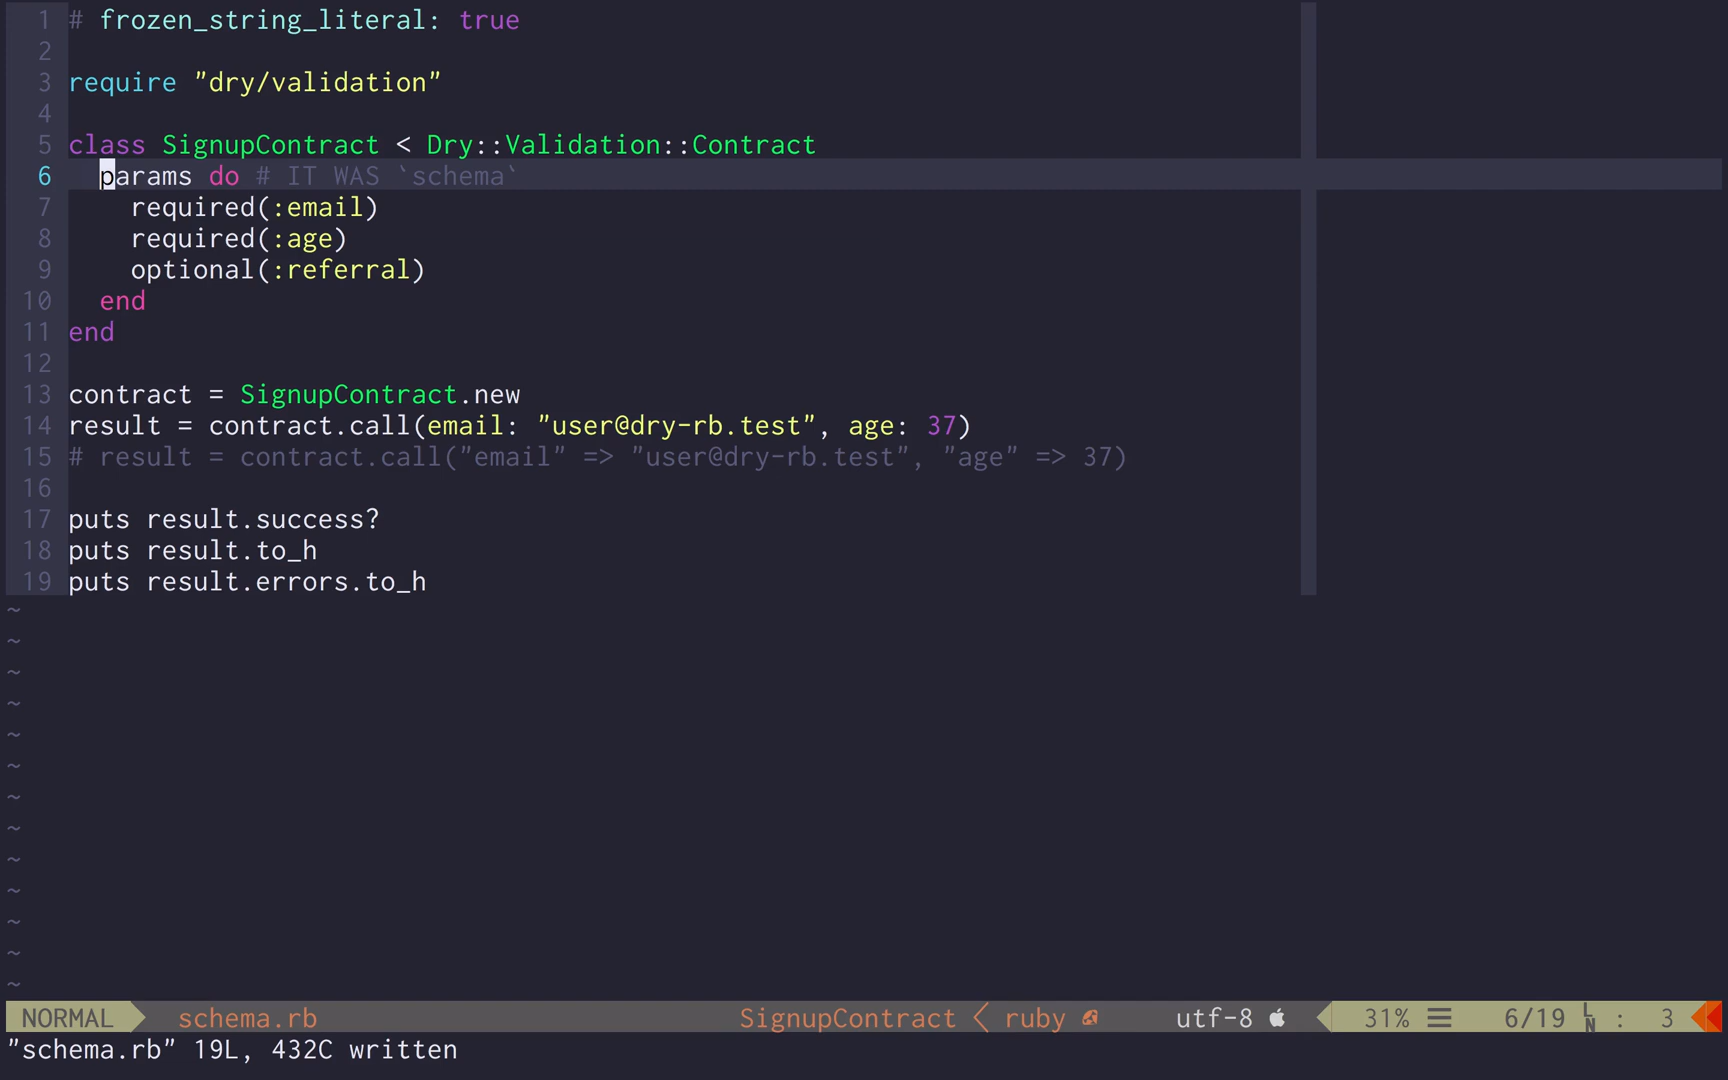 1 # frozen_string_literal: true
2
3 require "dry/validation"
4
5 class SignupContract < Dry::Validation::Contract
6   params do # IT WAS `schema`
7     required(:email)
8     required(:age)
9     optional(:referral)
10   end
11 end
12
13 contract = SignupContract.new
14 result = contract.call(email: "user@dry-rb.test", age: 37)
15 # result = contract.call("email" => "user@dry-rb.test", "age" => 37)
16
17 puts result.success?
18 puts result.to_h
19 puts result.errors.to_h
~
~
~
~
~
~
~
~
~
~
~
~
~
NORMAL schema.rb SignupContract ruby utf-8 31% ☰ 6/19 LN : 3
"schema.rb" 19L, 432C written